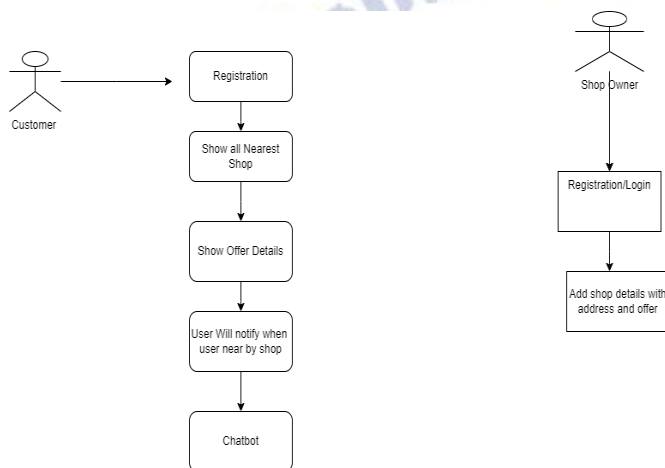 Customer
Registration
Show all Nearest
Shop
Show Offer Details
User Will notify when
user near by shop
Chatbot
Shop Owner
Registration/Login
Add shop details with
address and offer